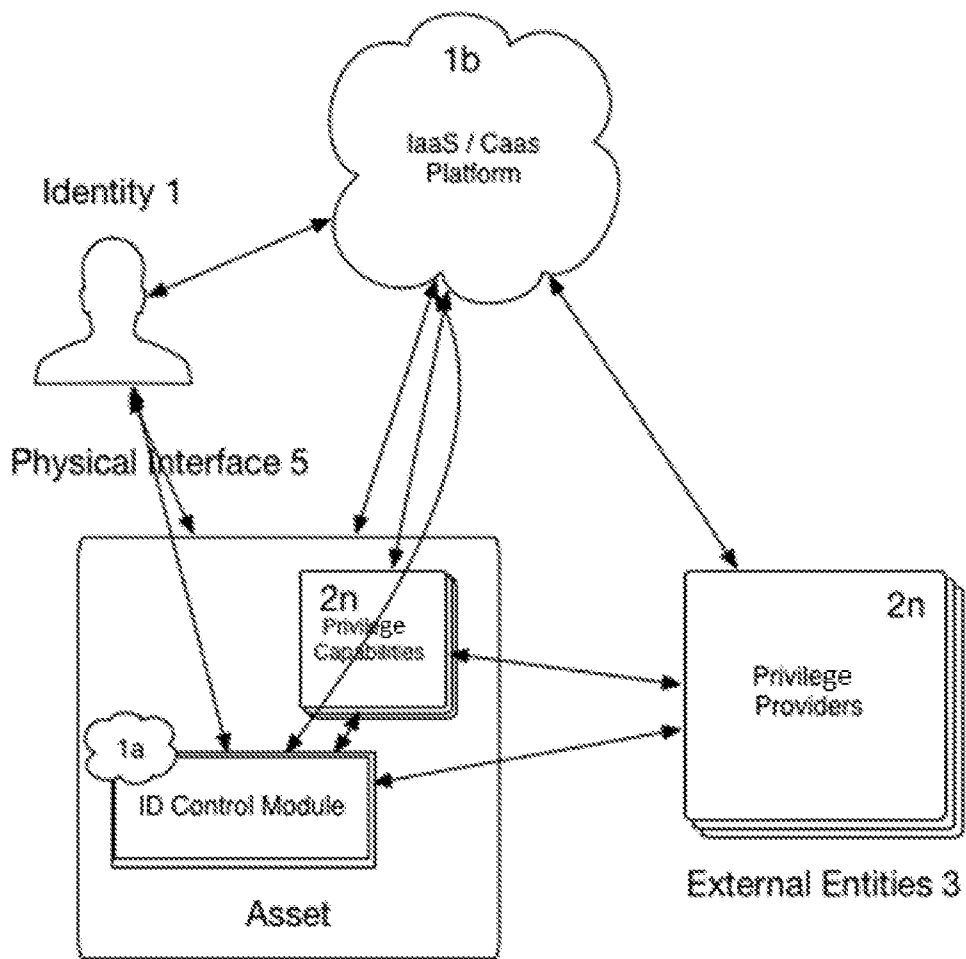 1b
IaaS / Caas
Platform
Identity 1
Physical Interface 5
2n
Privilege
Capabilities
2n
Privilege
Providers
1a
ID Control Module
External Entities 3
Asset